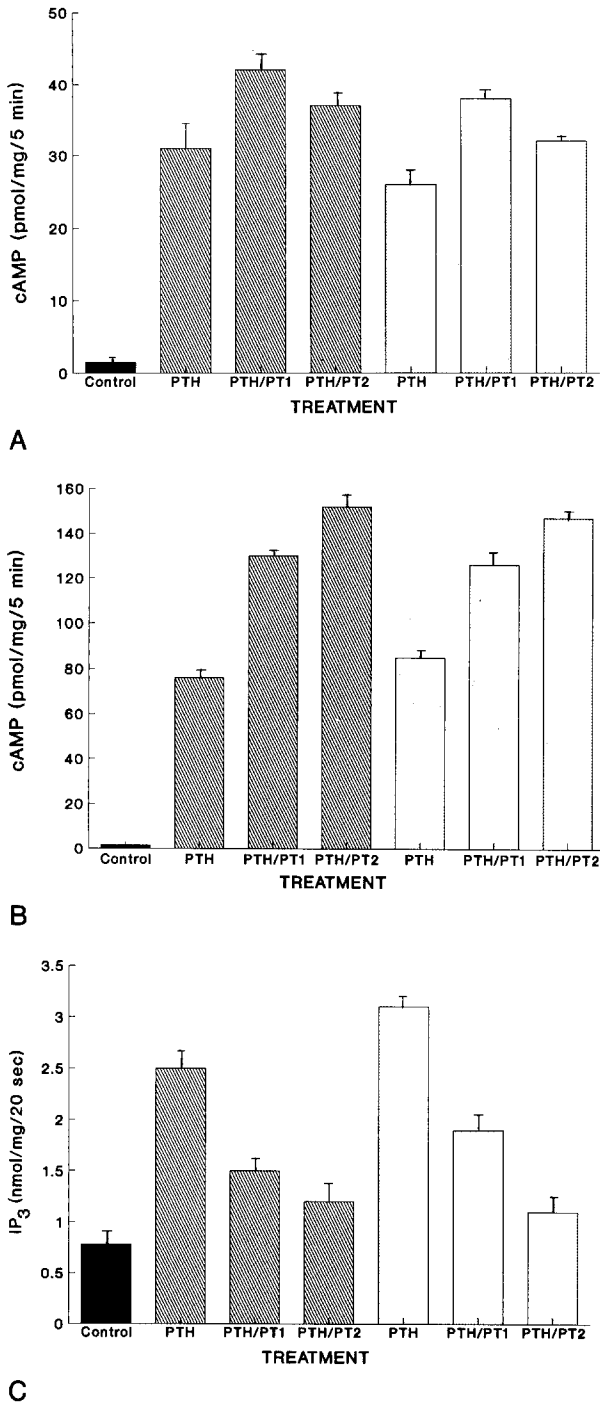 50
40
30
20
10
0
cAMP (pmol/mg/5 min)
Control PTH PTH/PT1 PTH/PT2 PTH PTH/PT1 PTH/PT2
TREATMENT
A
160
140
120
100
80
60
40
20
0
cAMP (pmol/mg/5 min)
Control PTH PTH/PT1 PTH/PT2 PTH PTH/PT1 PTH/PT2
TREATMENT
B
3.5
3
2.5
2
1.5
1
0.5
0
IP3 (nmol/mg/20 sec)
Control PTH PTH/PT1 PTH/PT2 PTH PTH/PT1 PTH/PT2
TREATMENT
C